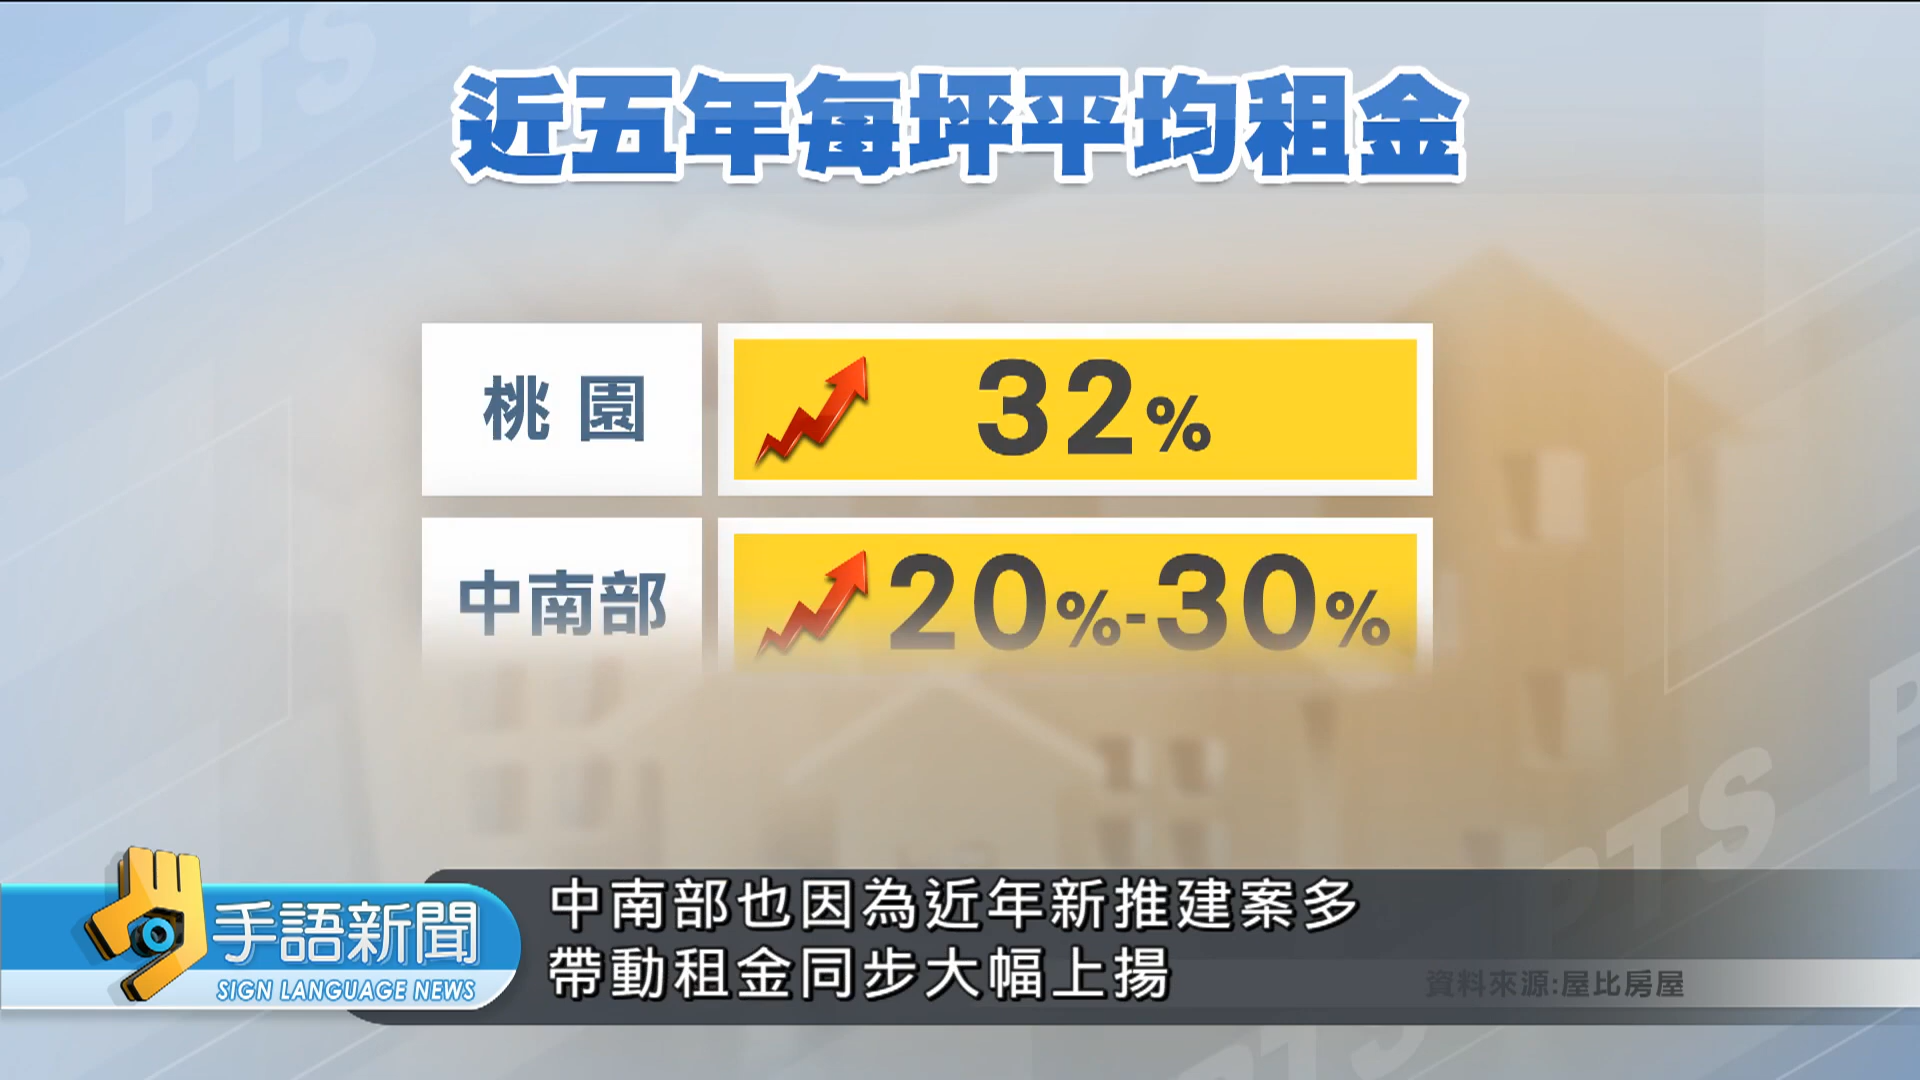 近五年每坪平均租金
桃園
32%
中南部
20%-30%
中南部也因為近年新推建案多
帶動租金同步大幅上揚
手語新聞
SIGN LANGUAGE NEWS
資料來源:屋比房屋
PTS
PTS